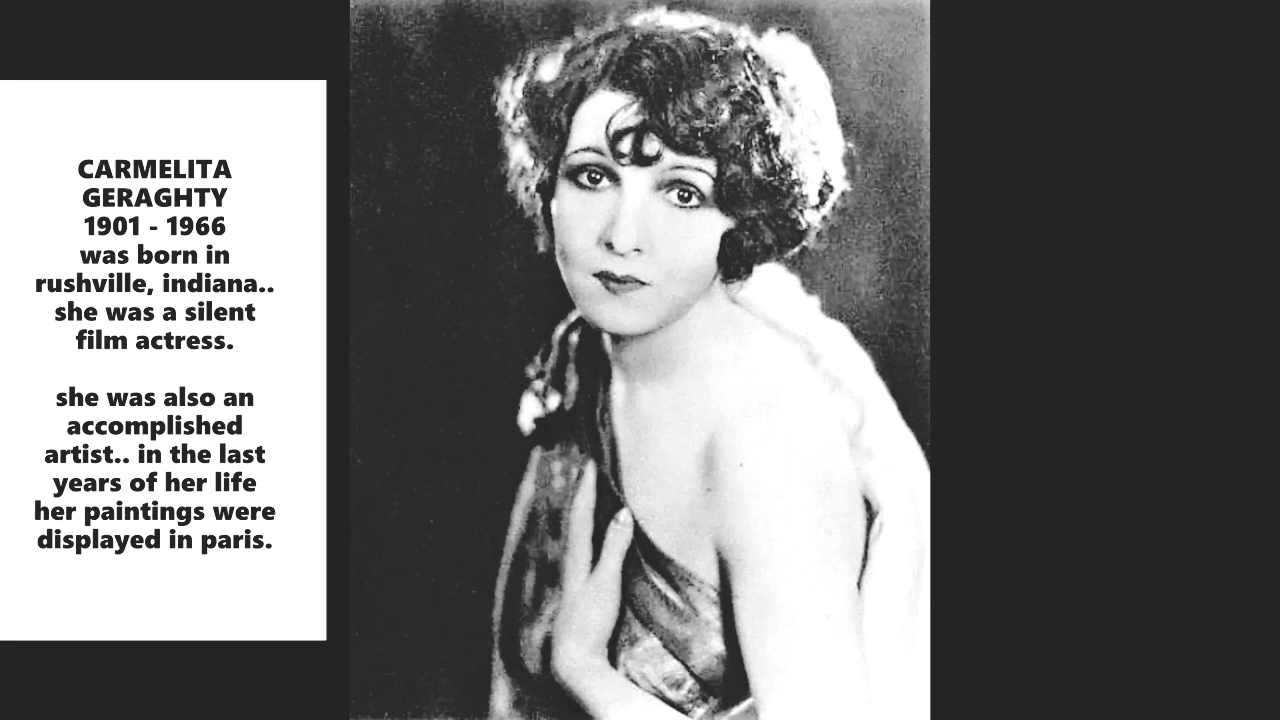 CARMELITA
GERAGHTY
1901 - 1966
was born in
rushville, indiana..
she was a silent
film actress.
she was also an
accomplished
artist.. in the last
years of her life
her paintings were
displayed in paris.